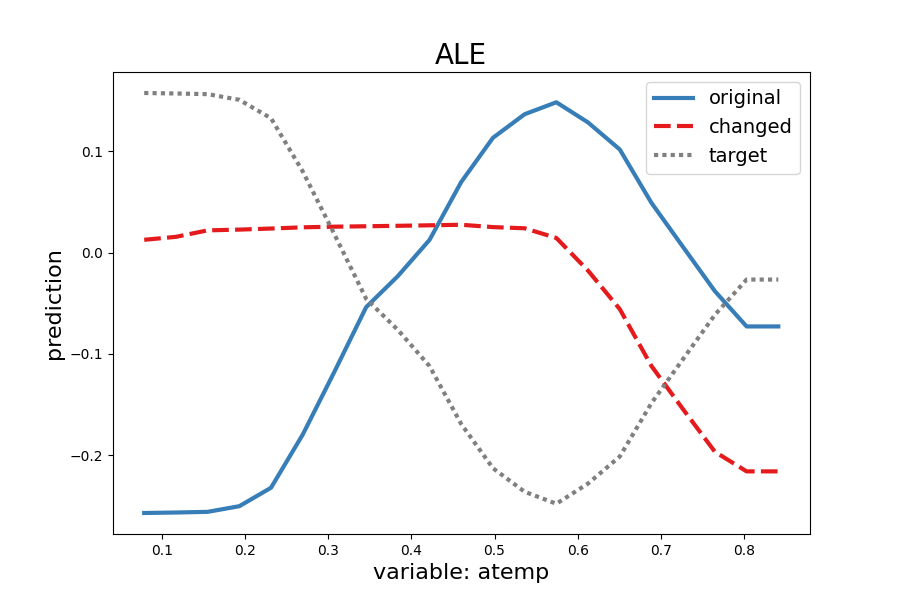 ALE
original
changed
target
0.1
0.0
−0.1
−0.2
prediction
0.1 0.2 0.3 0.4 0.5 0.6 0.7 0.8
variable: atemp